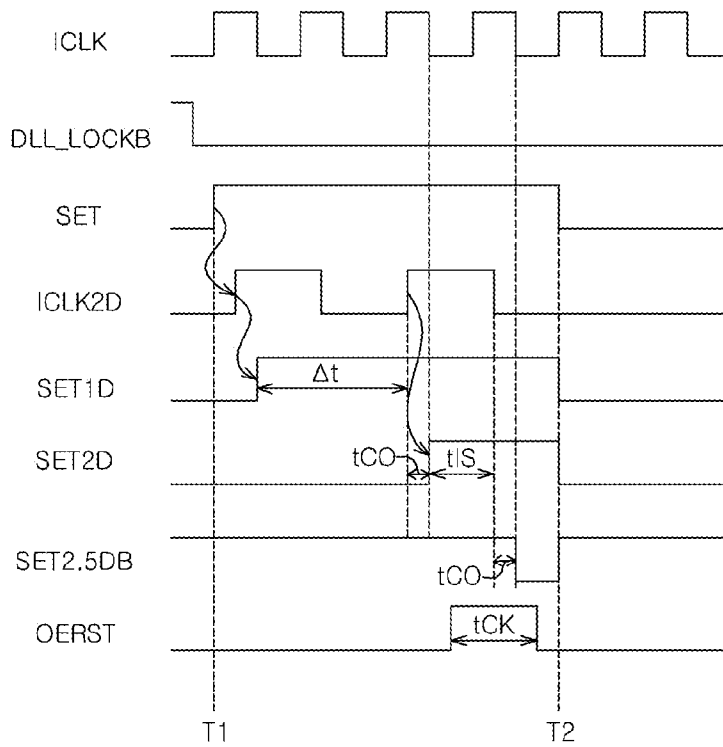 ICLK
DLL_LOCKB
SET
ICLK2D
SET1D
Δt
SET2D
tCO
tIS
SET2.5DB
tCO
OERST
tCK
T1
T2